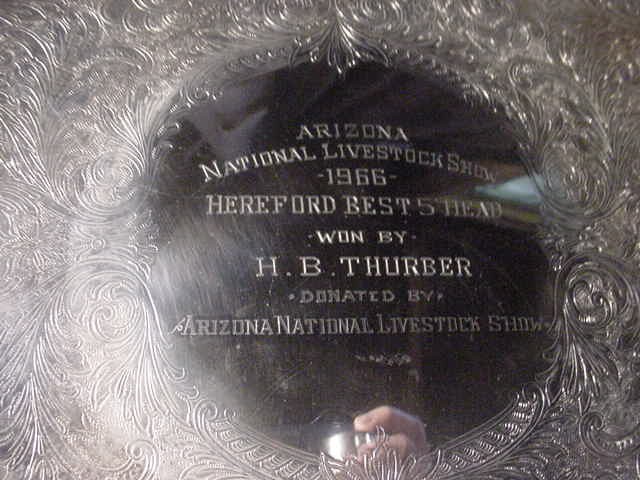 ARIZONA
NATIONAL LIVESTOCK SHOW
-1966-
HEREFORD BEST 5 HEAD
-WON BY-
H. B. THURBER
•DONATED BY•
ARIZONA NATIONAL LIVESTOCK SHOW